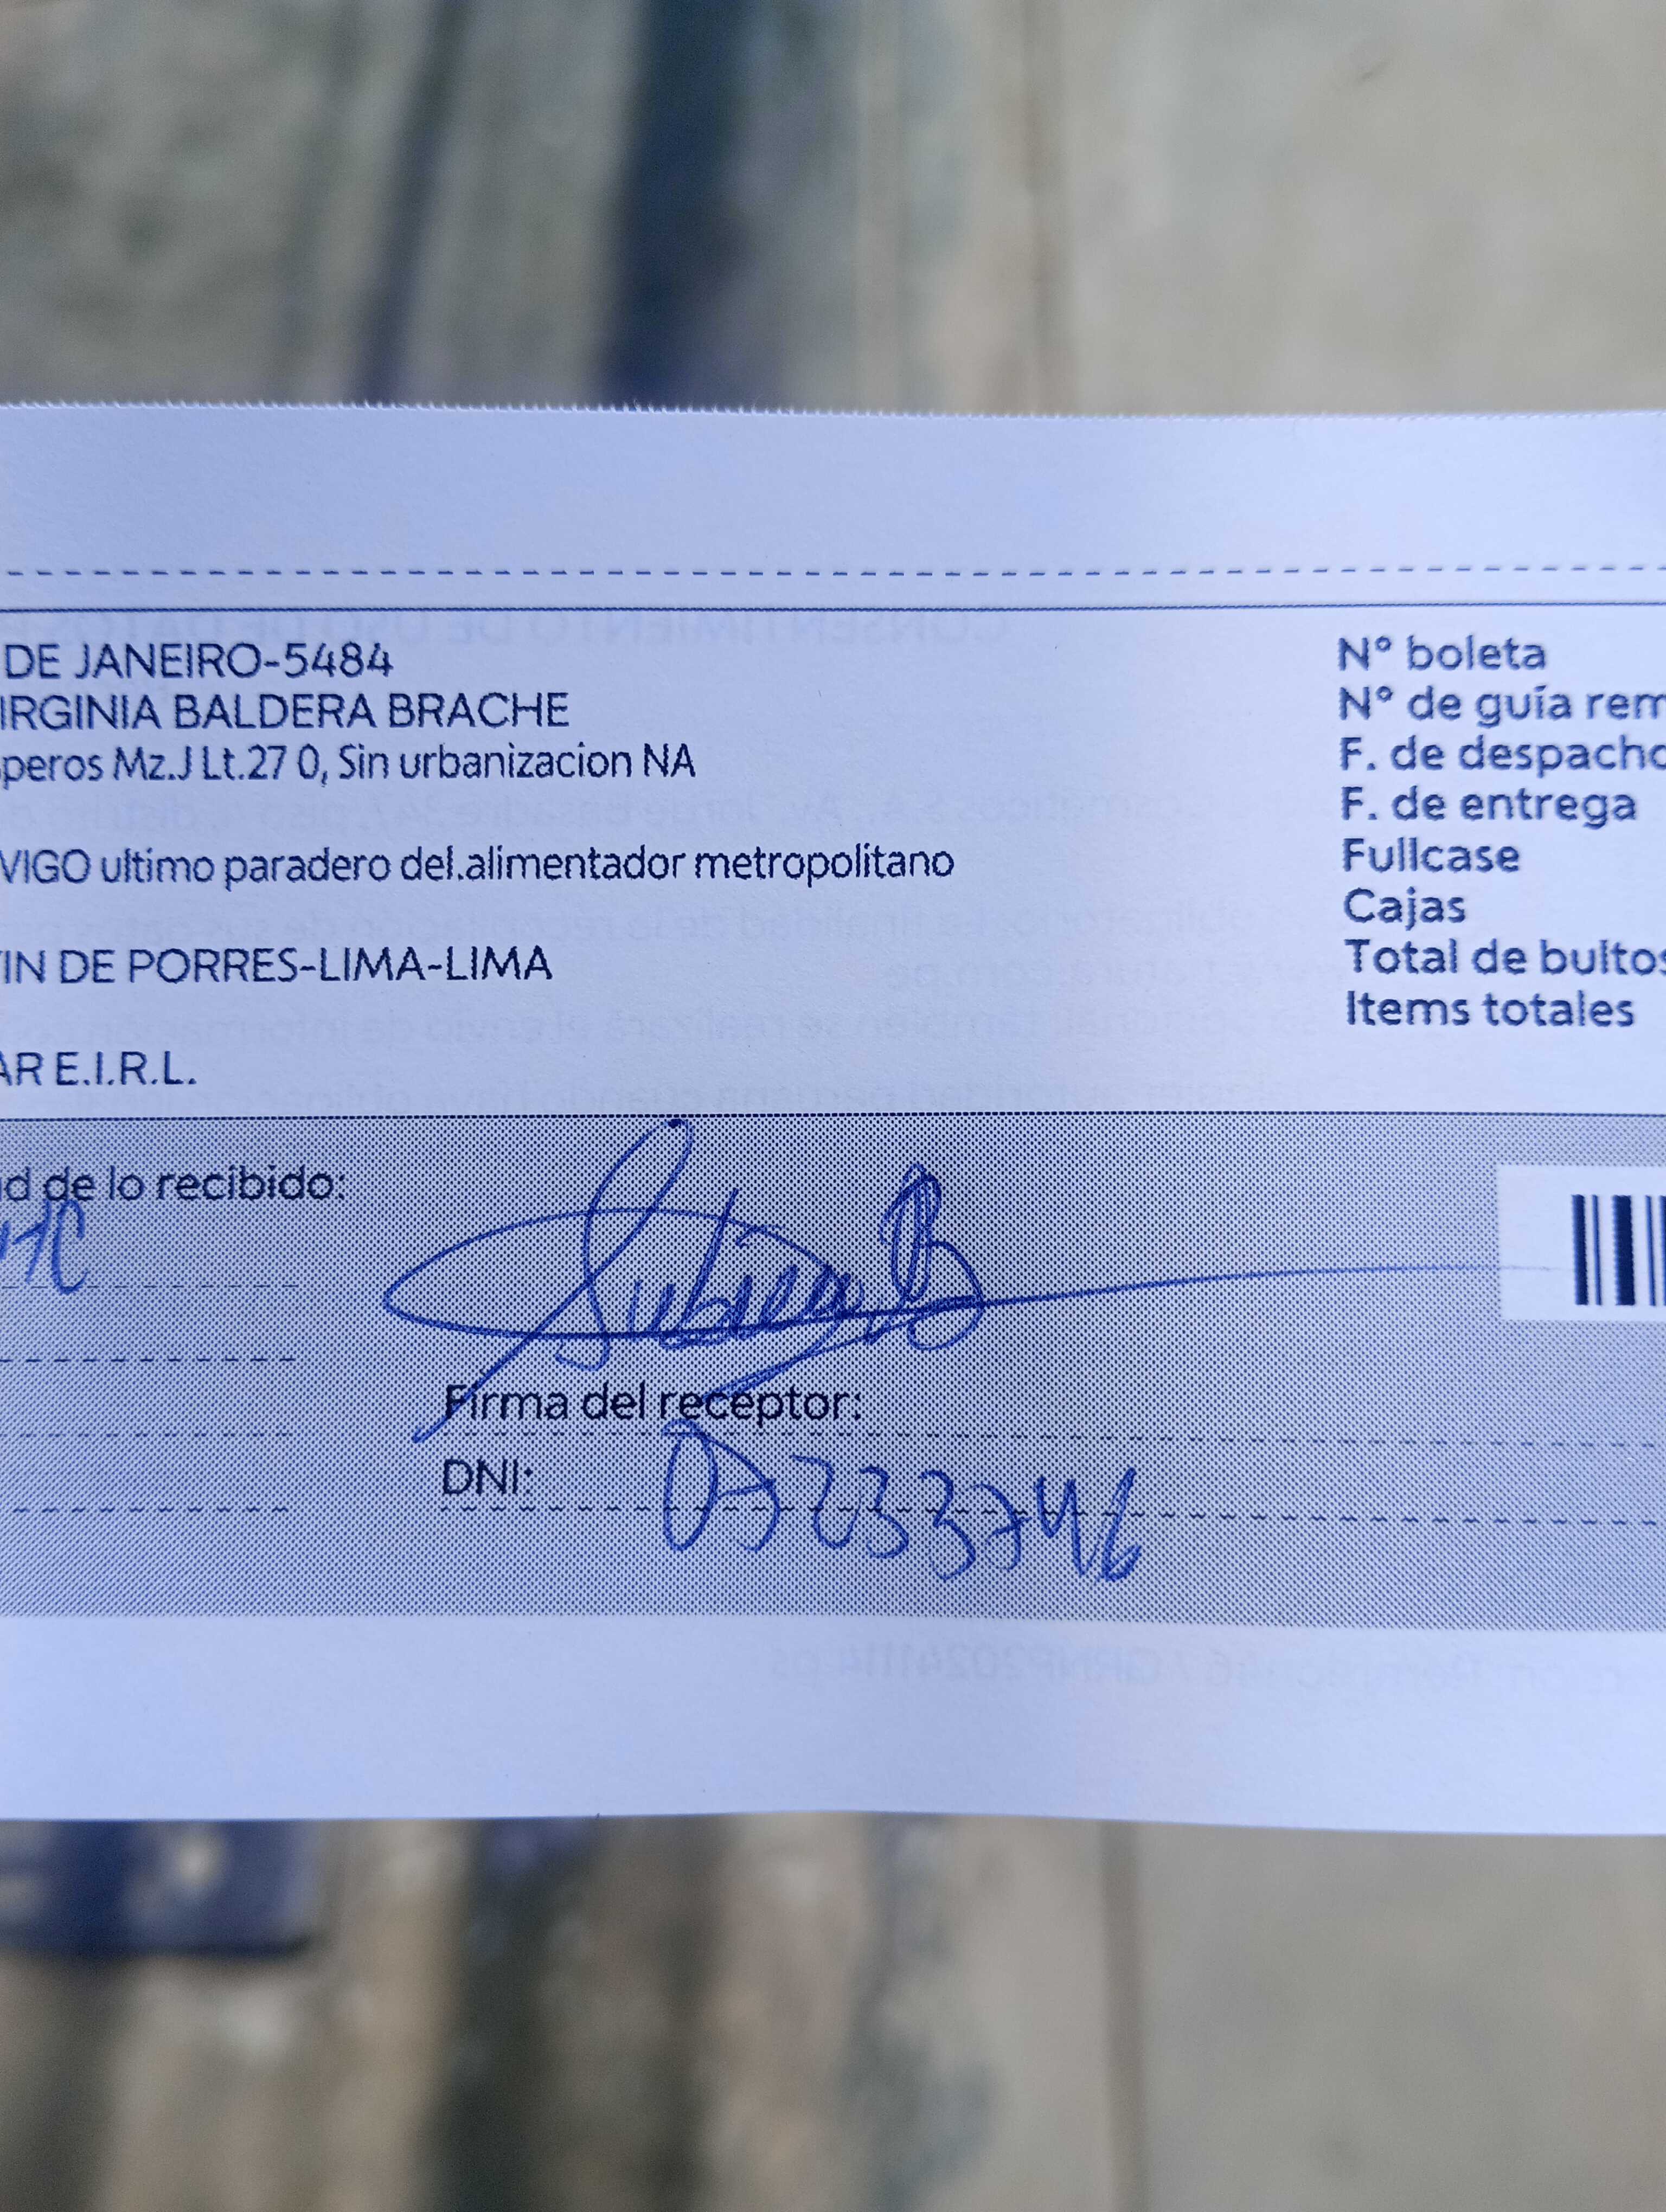 DE JANEIRO-5484
IRGINIA BALDERA BRACHE
peros Mz.J Lt.27 0, Sin urbanizacion NA
VIGO ultimo paradero del.alimentador metropolitano
IN DE PORRES-LIMA-LIMA
AR E.I.R.L.
N° boleta
N° de guía rem
F. de despacho
F. de entrega
Fullcase
Cajas
Total de bultos
Items totales
d de lo recibido:
Firma del receptor:
DNI: 07233746